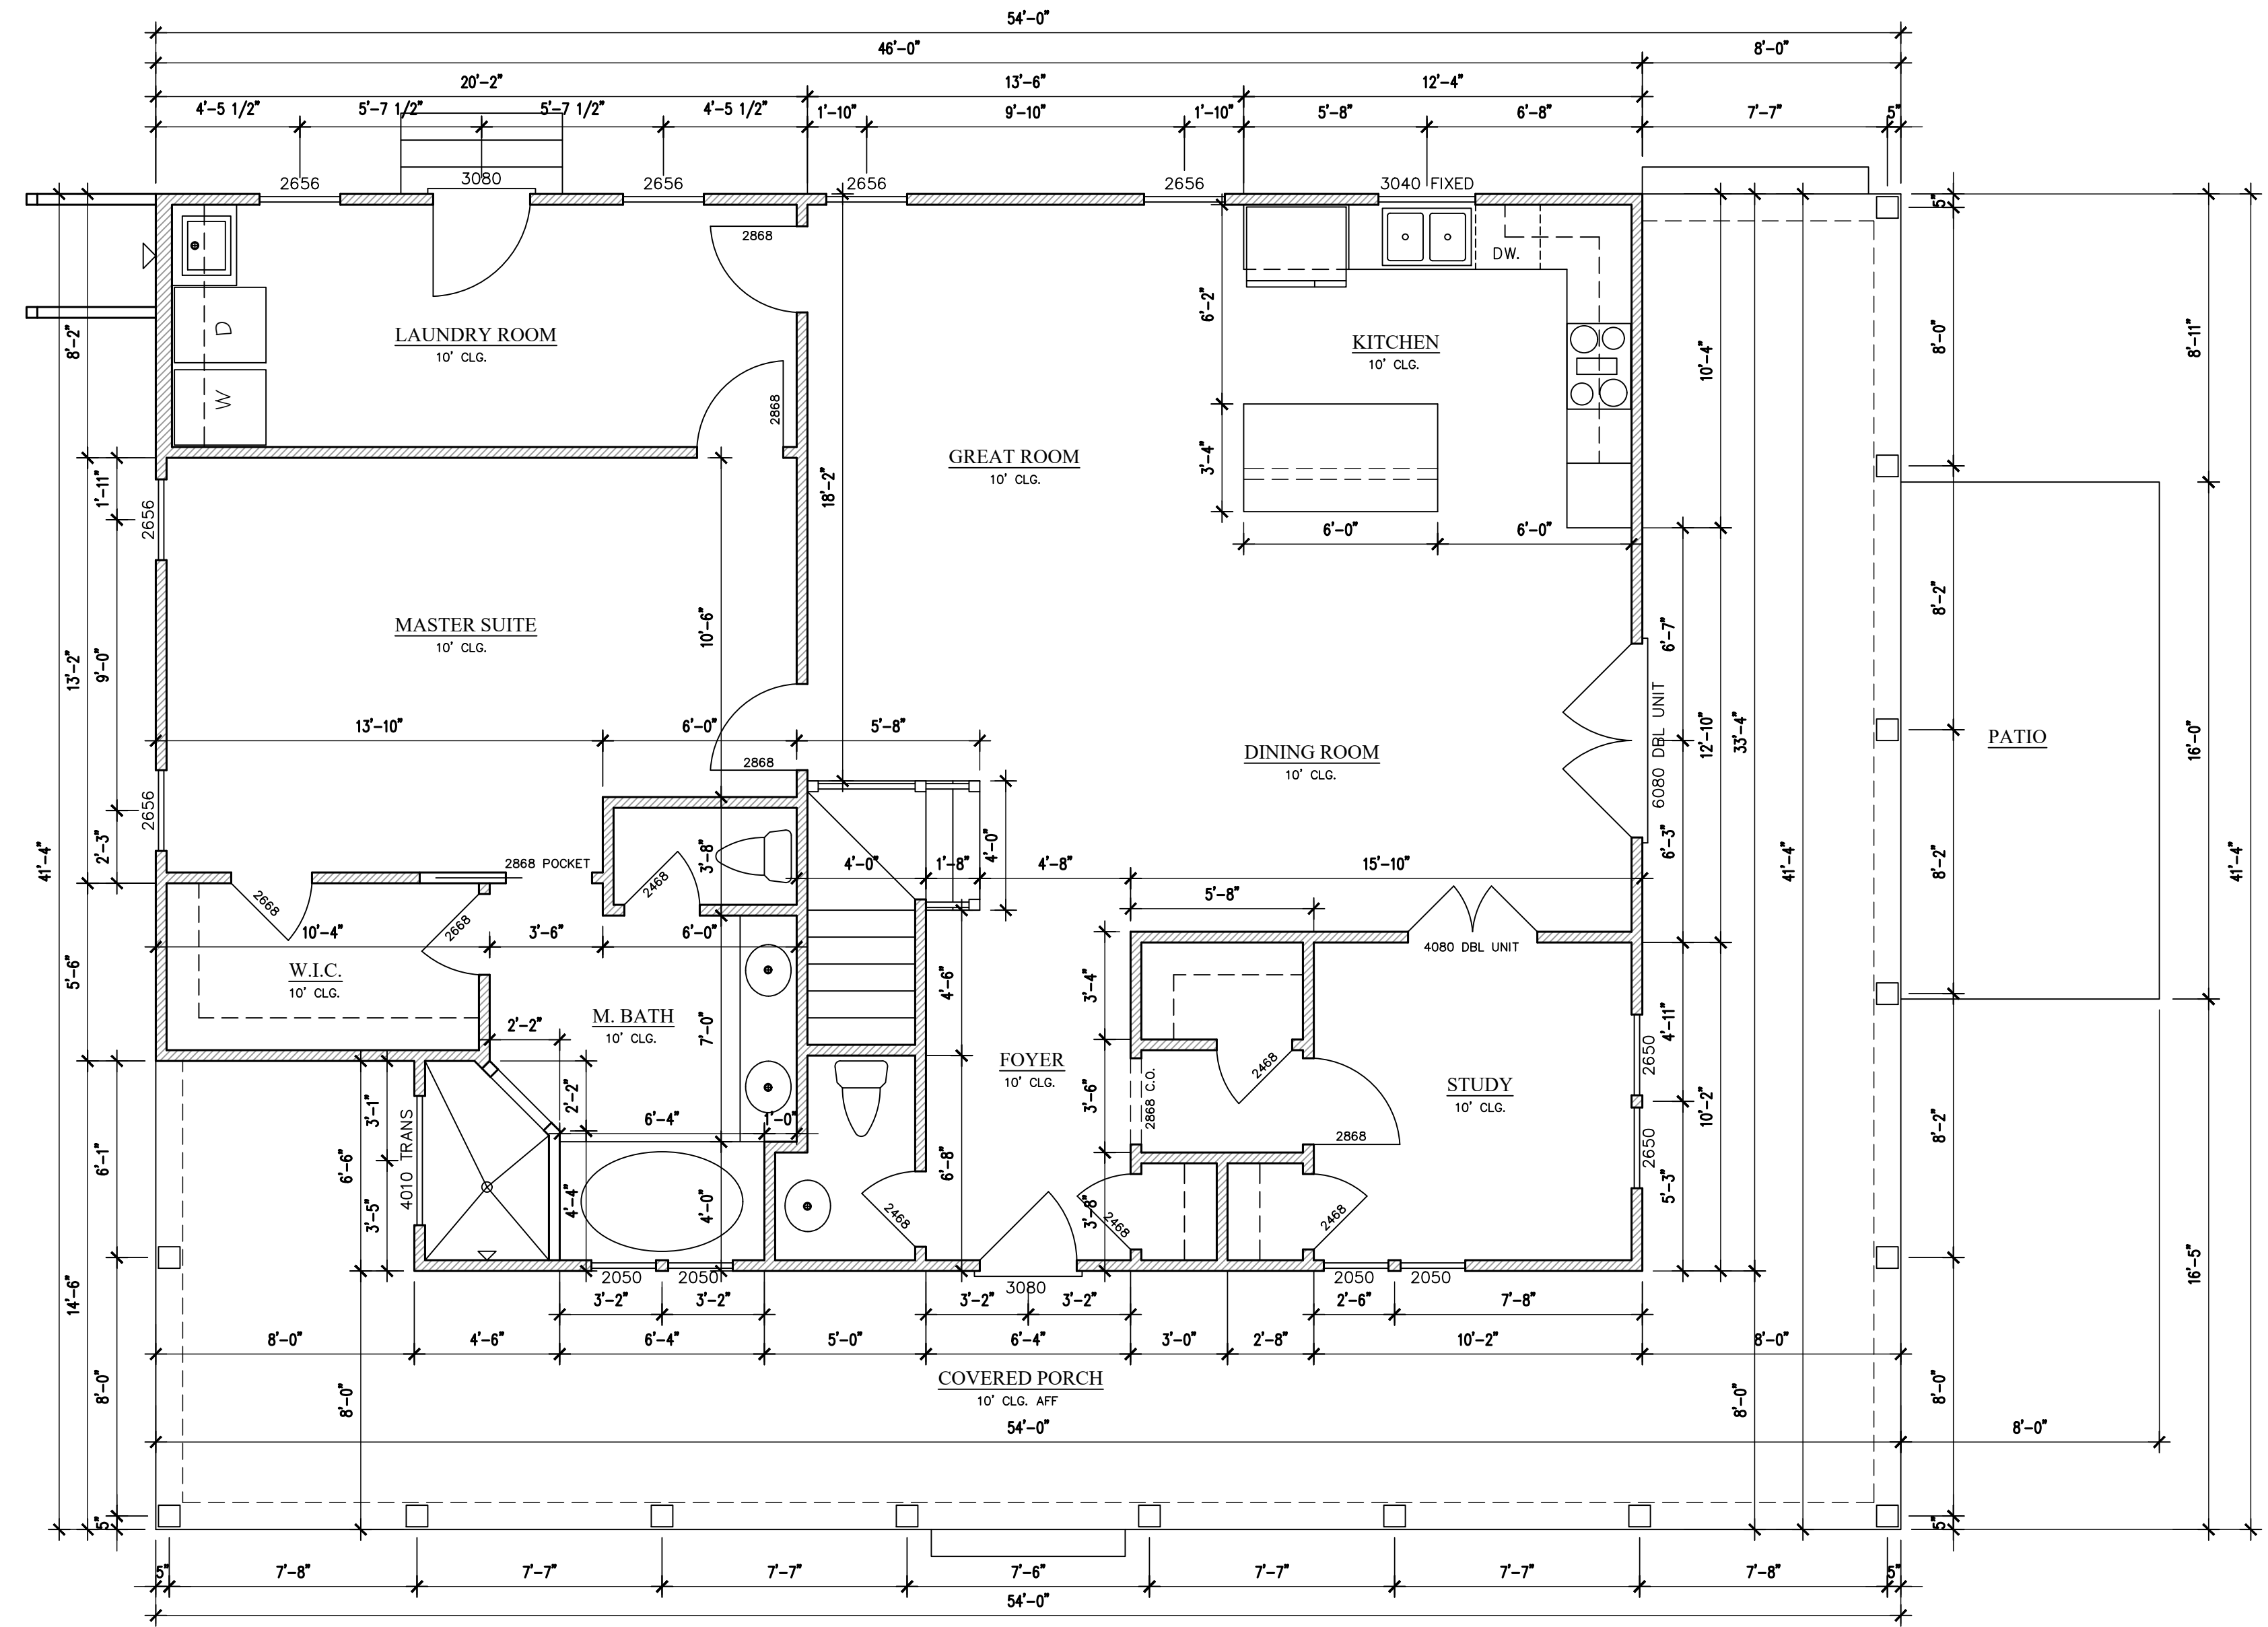 54'-0"
46'-0" 8'-0"
20'-2" 13'-6" 12'-4"
4'-5 1/2" 5'-7 1/2" 5'-7 1/2" 4'-5 1/2" 1'-10" 9'-10" 1'-10" 5'-8" 6'-8" 7'-7" 5"
2656 3080 2656 2656 2656 3040 FIXED
5"
2868
DW.
D
W
8'-2"
LAUNDRY ROOM
10' CLG.
2868
6'-2"
KITCHEN
10' CLG.
10'-4"
8'-0"
8'-11"
3'-4"
GREAT ROOM
10' CLG.
18'-2"
1'-11"
2656
6'-0" 6'-0"
MASTER SUITE
10' CLG.
10'-6"
13'-2"
9'-0"
6'-7"
8'-2"
13'-10" 6'-0" 5'-8"
2868
DINING ROOM
10' CLG.
6080 DBL UNIT
12'-10"
33'-4"
PATIO
16'-0"
2656
2'-3"
41'-4"
6'-3"
41'-4"
8'-2"
41'-4"
2868 POCKET
3'-8"
2468
4'-0" 1'-8" 4'-0" 4'-8" 15'-10"
5'-8"
2668
2668
10'-4" 3'-6" 6'-0"
4080 DBL UNIT
5'-6"
W.I.C.
10' CLG.
4'-6"
3'-4"
2'-2"
M. BATH
10' CLG.
7'-0"
4'-11"
2650
FOYER
10' CLG.
2468
STUDY
10' CLG.
3'-6"
2868 C.O.
10'-2"
8'-2"
2'-2"
6'-4" 1'-0"
2868
2650
3'-1"
4010 TRANS
6'-1"
6'-6"
6'-8"
5'-3"
3'-5"
4'-4"
4'-0"
2468
3'-8"
2468
2468
2050 2050 3080 2050 2050
3'-2" 3'-2" 3'-2" 3'-2" 2'-6" 7'-8"
14'-6"
16'-5"
8'-0" 4'-6" 6'-4" 5'-0" 6'-4" 3'-0" 2'-8" 10'-2" 8'-0"
COVERED PORCH
10' CLG. AFF
8'-0"
8'-0"
8'-0"
8'-0"
54'-0" 8'-0"
5"
5"
5" 7'-8" 7'-7" 7'-7" 7'-6" 7'-7" 7'-7" 7'-8" 5"
54'-0"